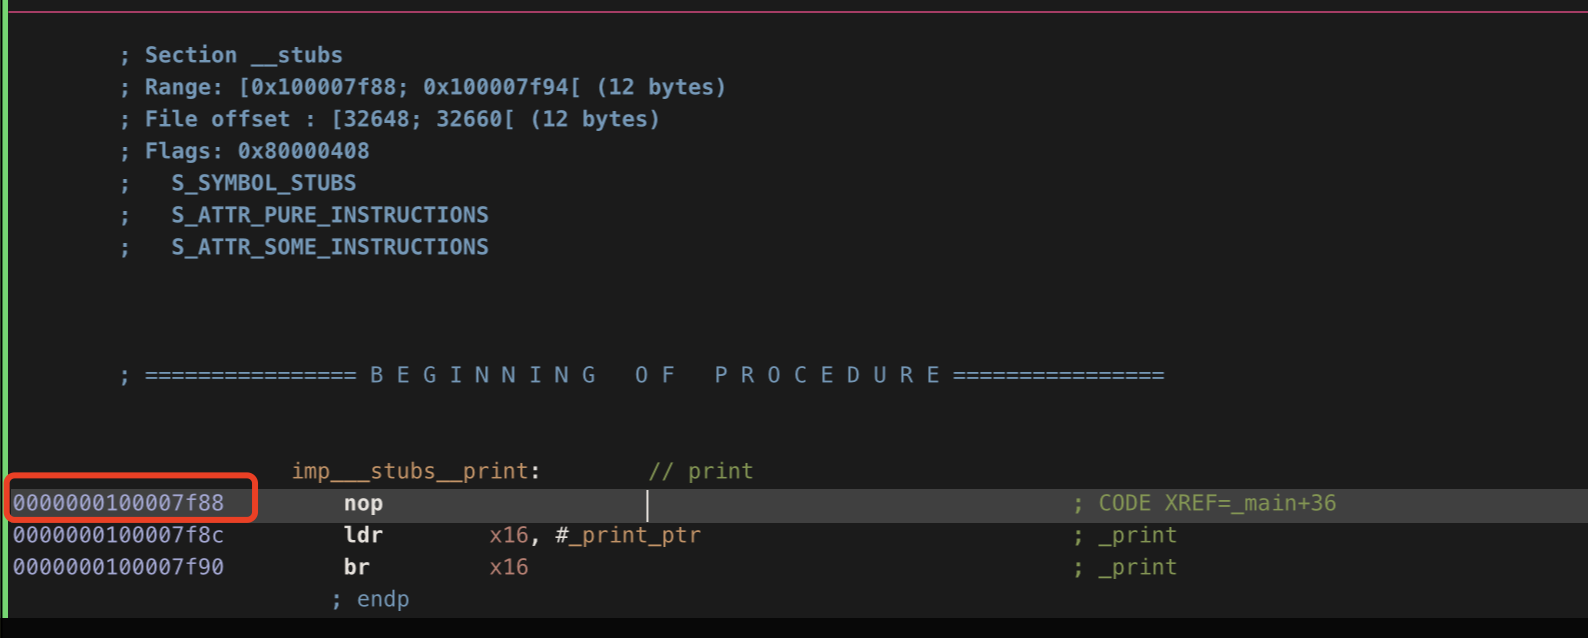 ; Section __stubs
; Range: [0x100007f88; 0x100007f94[ (12 bytes)
; File offset : [32648; 32660[ (12 bytes)
; Flags: 0x80000408
;   S_SYMBOL_STUBS
;   S_ATTR_PURE_INSTRUCTIONS
;   S_ATTR_SOME_INSTRUCTIONS
; ================ B E G I N N I N G   O F   P R O C E D U R E ================
imp___stubs__print:        // print
0000000100007f88         nop                                                    ; CODE XREF=_main+36
0000000100007f8c         ldr        x16, #_print_ptr                            ; _print
0000000100007f90         br         x16                                         ; _print
; endp